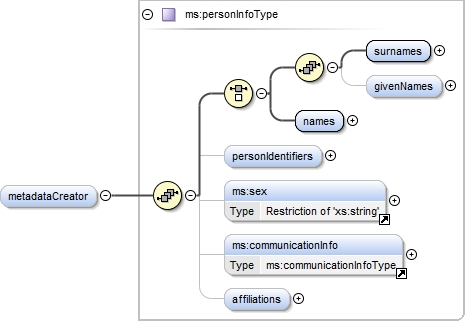 ms:personInfoType
surnames
givenNames
names
personIdentifiers
metadataCreator
ms:sex
Type Restriction of 'xs:string'
ms:communicationInfo
Type ms:communicationInfoType
affiliations